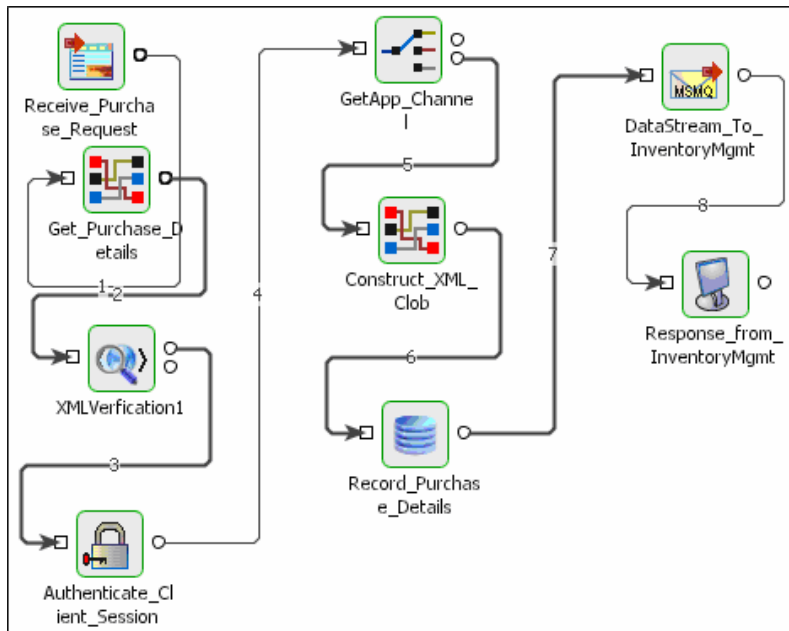 Receive_Purcha
se_Request
Get_Purchase_D
etails
1
2
XMLVerfication1
3
Authenticate_Cl
ient_Session
4
GetApp_Channe
l
5
Construct_XML_
Clob
6
Record_Purchas
e_Details
7
MSMQ
DataStream_To_
InventoryMgmt
8
Response_from_
InventoryMgmt